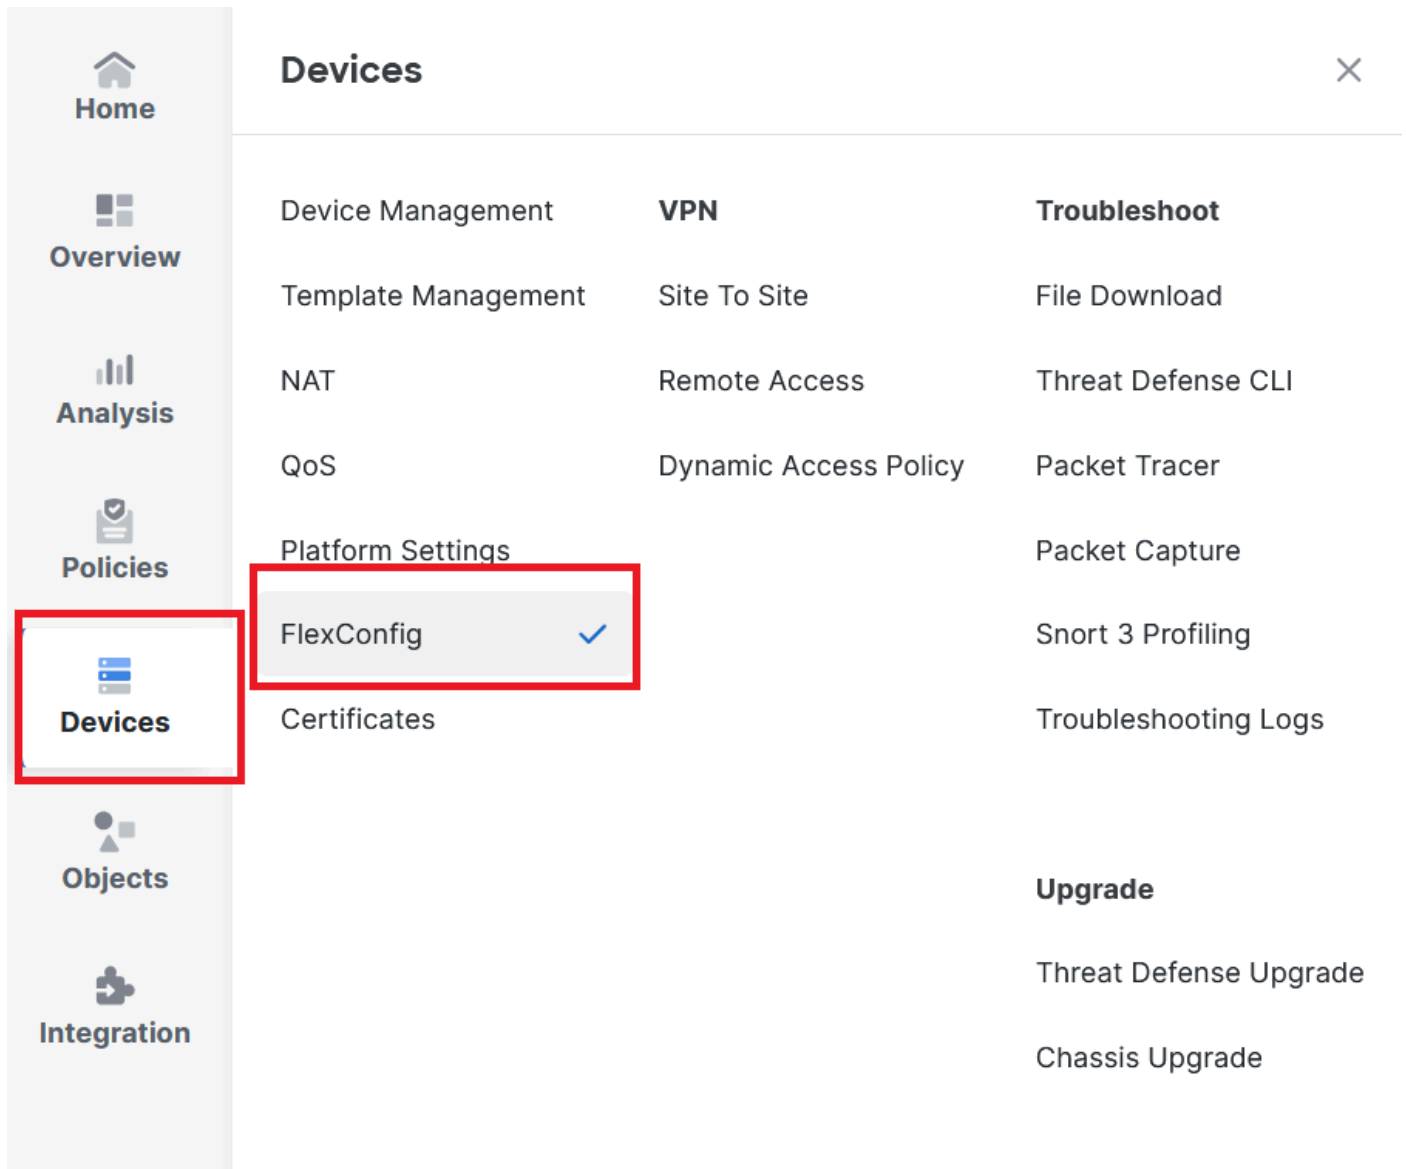 Home
Overview
Analysis
Policies
Devices
Objects
Integration
Devices
Device Management
Template Management
NAT
QoS
Platform Settings
FlexConfig
Certificates
VPN
Site To Site
Remote Access
Dynamic Access Policy
Troubleshoot
File Download
Threat Defense CLI
Packet Tracer
Packet Capture
Snort 3 Profiling
Troubleshooting Logs
Upgrade
Threat Defense Upgrade
Chassis Upgrade